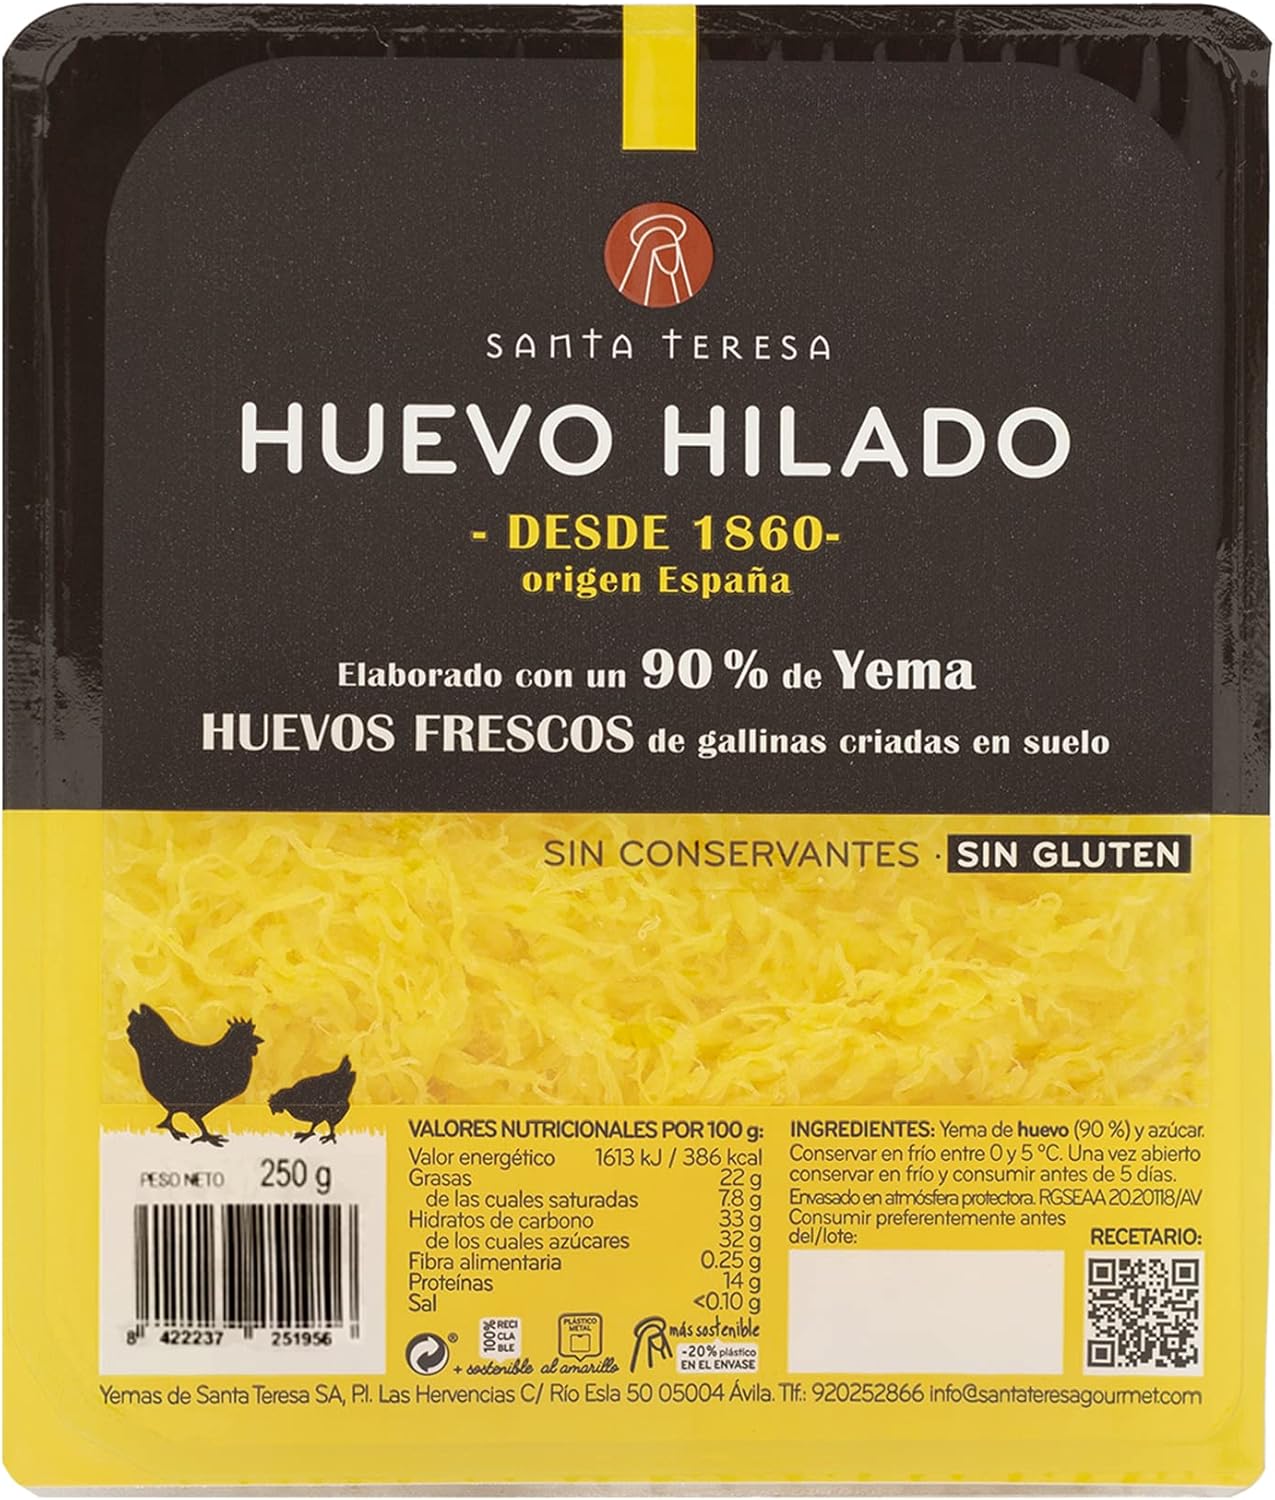 SANTA TERESA
HUEVO HILADO
- DESDE 1860-
origen España
Elaborado con un 90 % de Yema
HUEVOS FRESCOS de gallinas criadas en suelo
SIN CONSERVANTES · SIN GLUTEN
PESO NETO 250 g
8 422237 251956
VALORES NUTRICIONALES POR 100 g:
Valor energético 1613 kJ / 386 kcal
Grasas 22 g
de las cuales saturadas 7.8 g
Hidratos de carbono 33 g
de los cuales azúcares 32 g
Fibra alimentaria 0.25 g
Proteínas 14 g
Sal <0.10 g
®
100% RECI
CLA
BLE
+ sostenible
PLÁSTICO
METAL
al amarillo
más sostenible
-20% plástico
EN EL ENVASE
INGREDIENTES: Yema de huevo (90 %) y azúcar.
Conservar en frío entre 0 y 5 °C. Una vez abierto
conservar en frío y consumir antes de 5 días.
Envasado en atmósfera protectora. RGSEAA 20.20118/AV
Consumir preferentemente antes
del/lote:
RECETARIO:
Yemas de Santa Teresa SA, P.I. Las Hervencias C/ Río Esla 50 05004 Ávila. Tlf.: 920252866 info@santateresagourmet.com